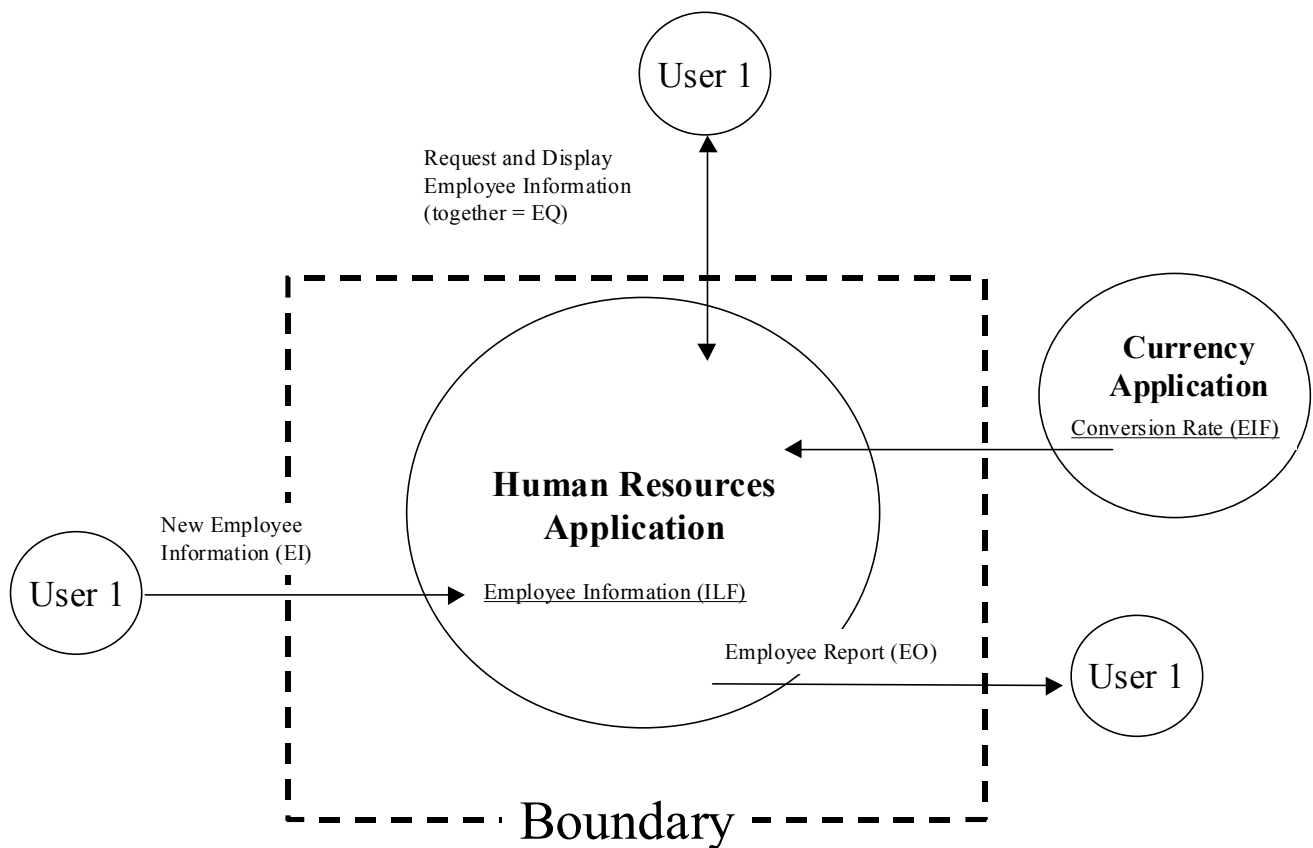 User 1
Request and Display
Employee Information
(together = EQ)
Currency
Application
Conversion Rate (EIF)
Human Resources
Application
New Employee
Information (EI)
User 1
Employee Information (ILF)
Employee Report (EO)
User 1
Boundary